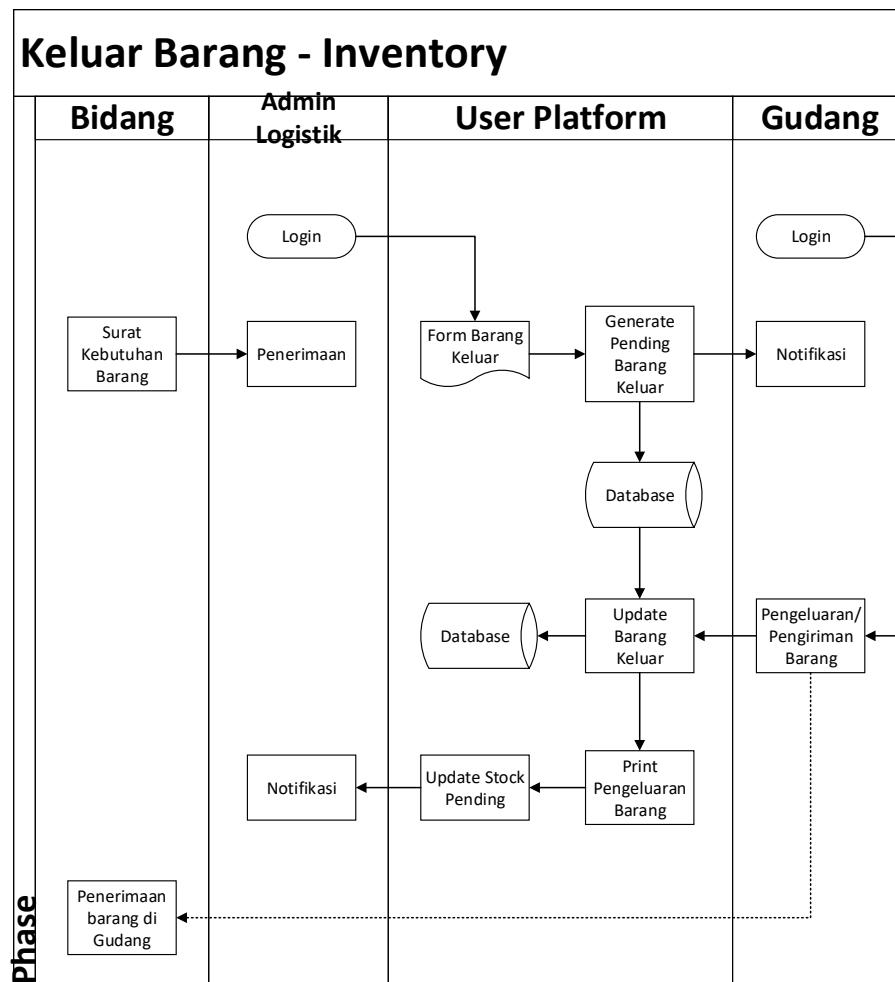 Keluar Barang - Inventory
Bidang
Admin
Logistik
User Platform
Gudang
Login
Login
Surat
Kebutuhan
Barang
Penerimaan
Form Barang
Keluar
Generate
Pending
Barang
Keluar
Notifikasi
Database
Database
Update
Barang
Keluar
Pengeluaran/
Pengiriman
Barang
Notifikasi
Update Stock
Pending
Print
Pengeluaran
Barang
Penerimaan
barang di
Gudang
Phase